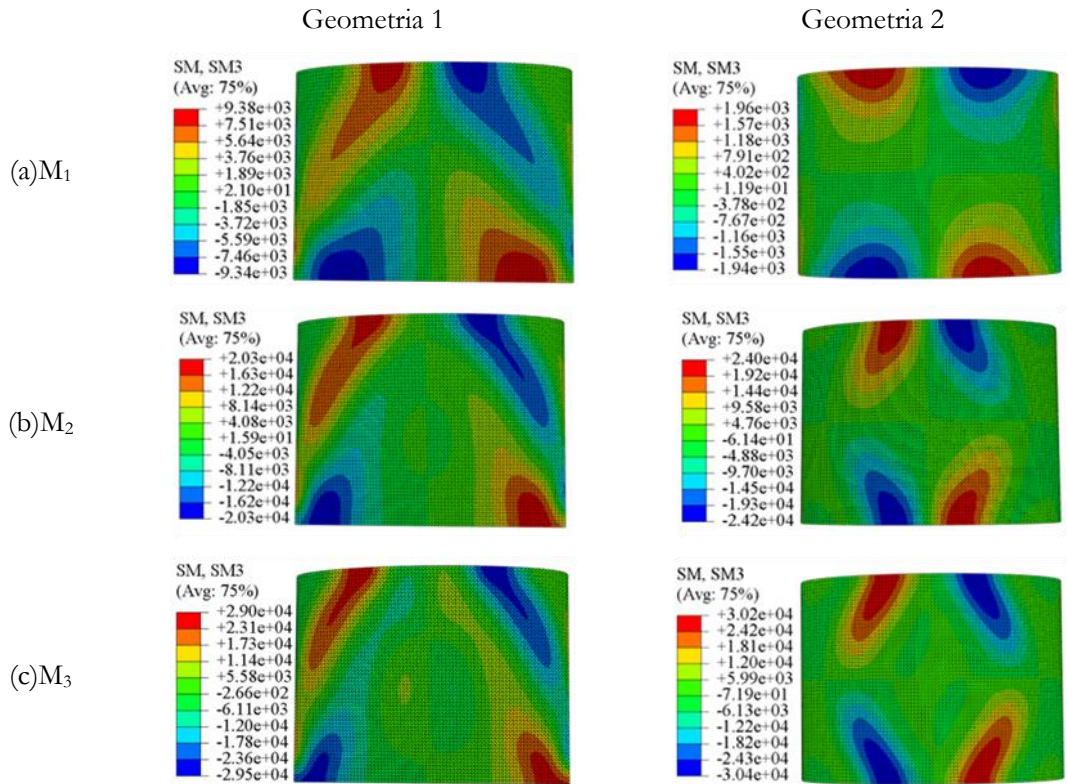 Geometria 1
Geometria 2
(a)M₁
SM, SM3
(Avg: 75%)
+9.38e+03
+7.51e+03
+5.64e+03
+3.76e+03
+1.89e+03
+2.10e+01
-1.85e+03
-3.72e+03
-5.59e+03
-7.46e+03
-9.34e+03
SM, SM3
(Avg: 75%)
+1.96e+03
+1.57e+03
+1.18e+03
+7.91e+02
+4.02e+02
+1.19e+01
-3.78e+02
-7.67e+02
-1.16e+03
-1.55e+03
-1.94e+03
(b)M₂
SM, SM3
(Avg: 75%)
+2.03e+04
+1.63e+04
+1.22e+04
+8.14e+03
+4.08e+03
+1.59e+01
-4.05e+03
-8.11e+03
-1.22e+04
-1.62e+04
-2.03e+04
SM, SM3
(Avg: 75%)
+2.40e+04
+1.92e+04
+1.44e+04
+9.58e+03
+4.76e+03
-6.14e+01
-4.88e+03
-9.70e+03
-1.45e+04
-1.93e+04
-2.42e+04
(c)M₃
SM, SM3
(Avg: 75%)
+2.90e+04
+2.31e+04
+1.73e+04
+1.14e+04
+5.58e+03
-2.66e+02
-6.11e+03
-1.20e+04
-1.78e+04
-2.36e+04
-2.95e+04
SM, SM3
(Avg: 75%)
+3.02e+04
+2.42e+04
+1.81e+04
+1.20e+04
+5.99e+03
-7.19e+01
-6.13e+03
-1.22e+04
-1.82e+04
-2.43e+04
-3.04e+04